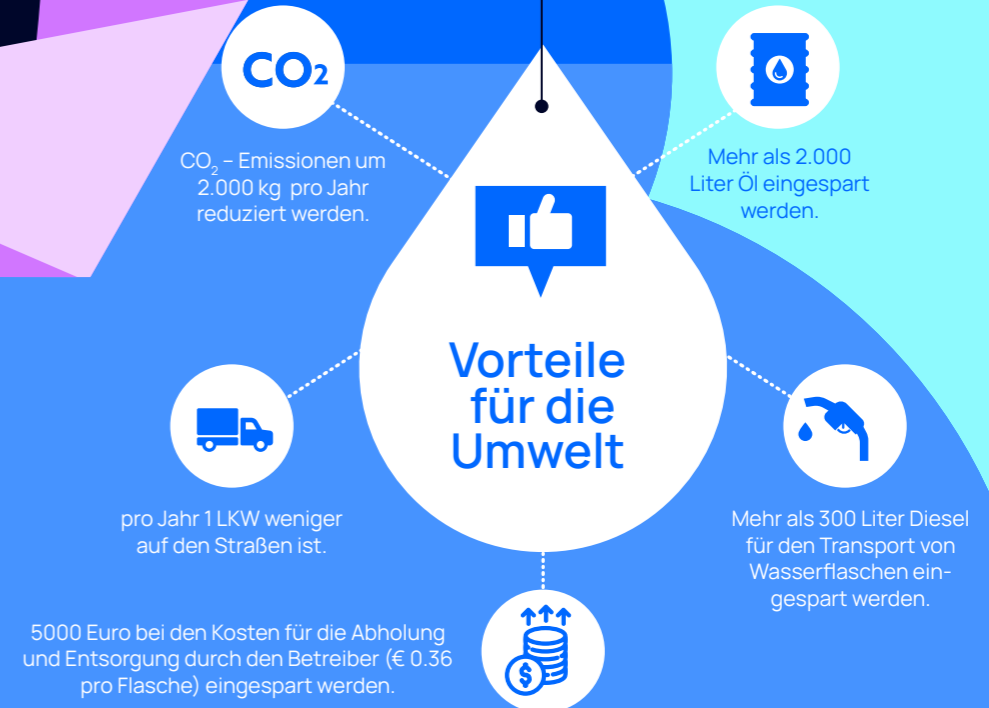 CO₂
CO₂ – Emissionen um
2.000 kg pro Jahr
reduziert werden.
Mehr als 2.000
Liter Öl eingespart
werden.
Vorteile
für die
Umwelt
pro Jahr 1 LKW weniger
auf den Straßen ist.
Mehr als 300 Liter Diesel
für den Transport von
Wasserflaschen ein-
gespart werden.
5000 Euro bei den Kosten für die Abholung
und Entsorgung durch den Betreiber (€ 0.36
pro Flasche) eingespart werden.
$